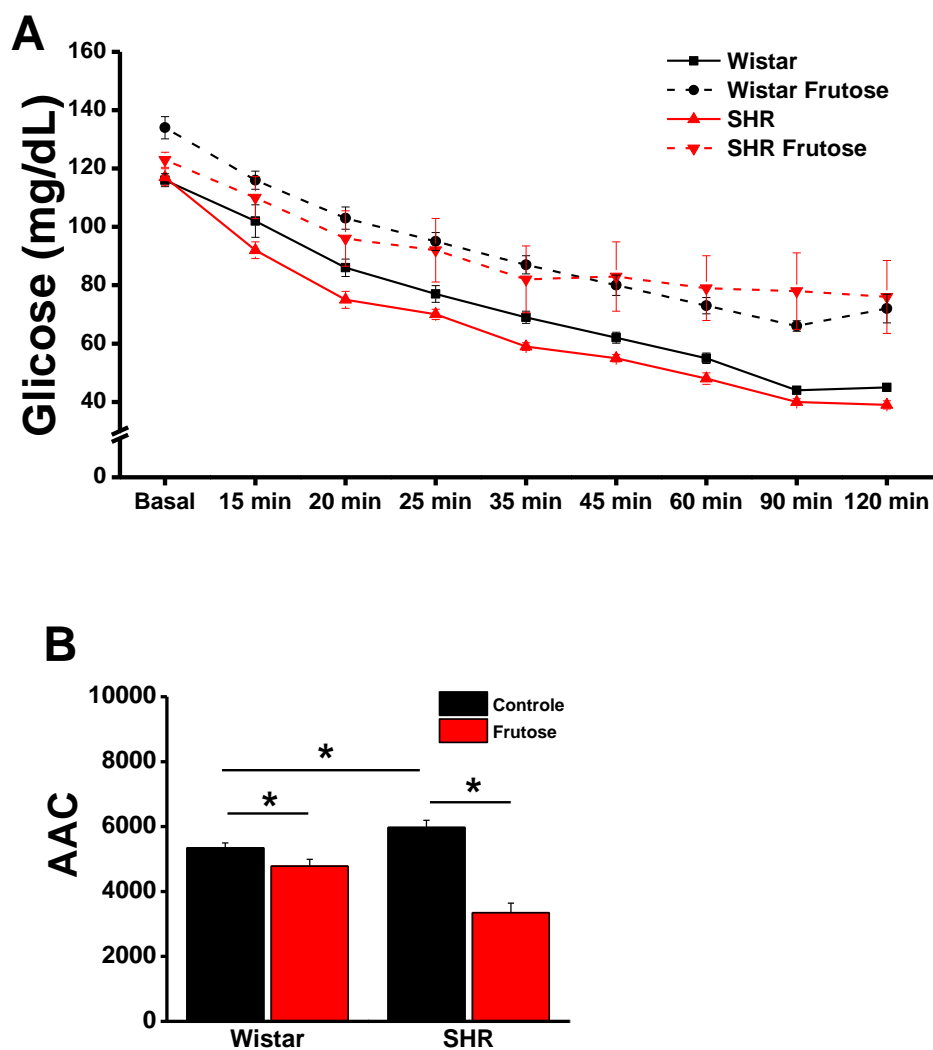 A
Glicose (mg/dL)
160
140
120
100
80
60
40
0
Wistar
Wistar Frutose
SHR
SHR Frutose
Basal 15 min 20 min 25 min 35 min 45 min 60 min 90 min 120 min
B
AAC
10000
8000
6000
4000
2000
0
Controle
Frutose
*
*
*
Wistar SHR